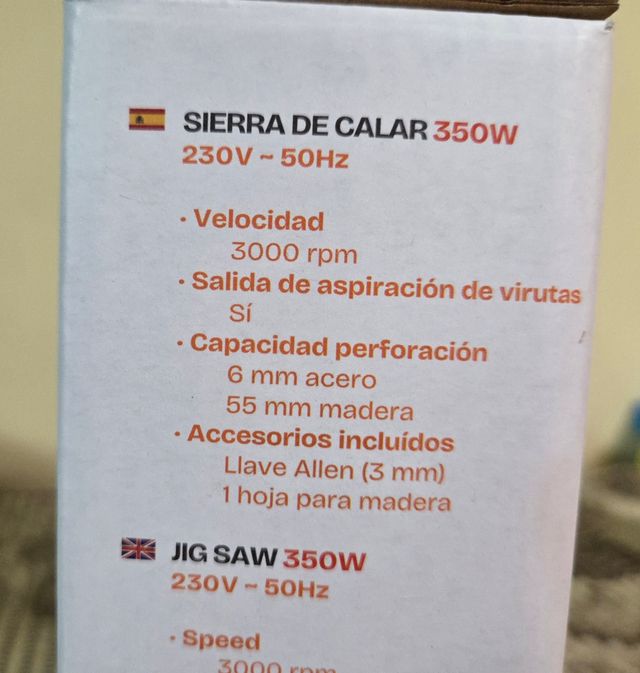 SIERRA DE CALAR 350W
230V ~ 50Hz
· Velocidad
3000 rpm
· Salida de aspiración de virutas
Sí
· Capacidad perforación
6 mm acero
55 mm madera
· Accesorios incluídos
Llave Allen (3 mm)
1 hoja para madera
JIG SAW 350W
230V ~ 50Hz
· Speed
3000 rpm